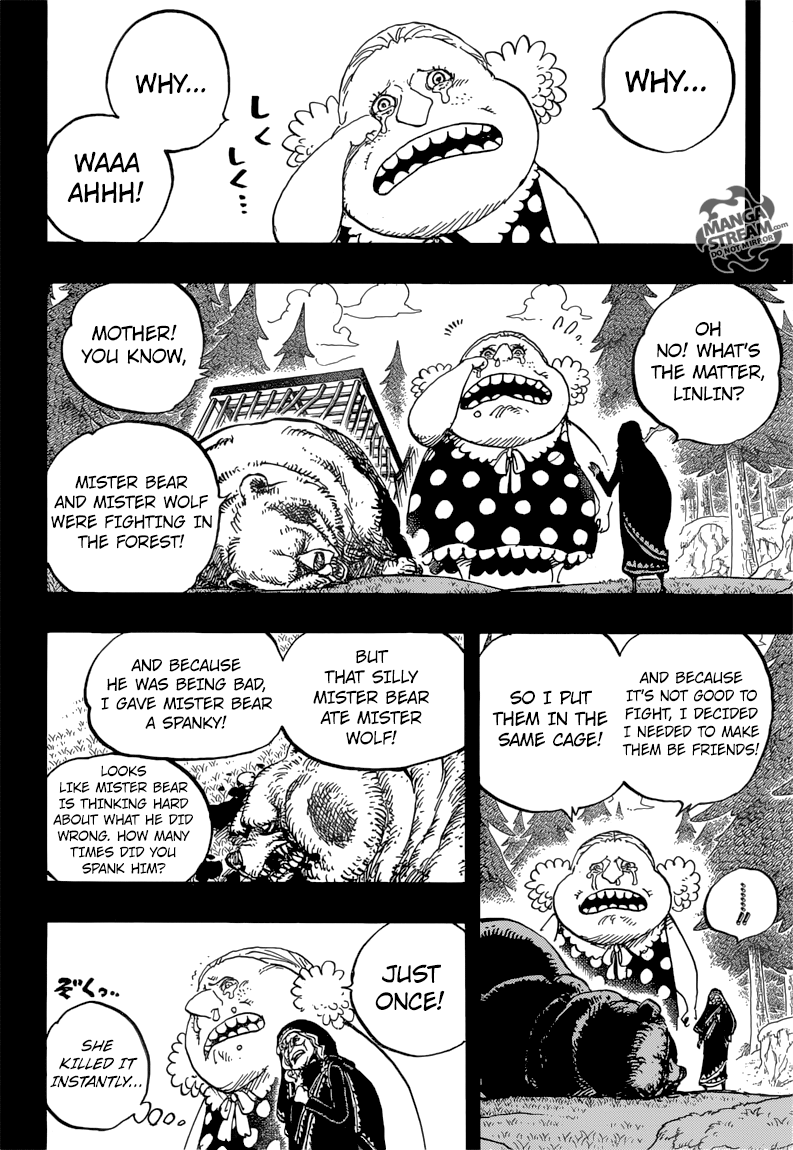 WHY...
WHY...
WAAA
AHHH!
しく
しく...
MANGA
STREAM.com
DO NOT MIRROR
OH
NO! WHAT'S
THE MATTER,
LINLIN?
MOTHER!
YOU KNOW,
MISTER BEAR
AND MISTER WOLF
WERE FIGHTING IN
THE FOREST!
AND BECAUSE
IT'S NOT GOOD TO
FIGHT, I DECIDED
I NEEDED TO MAKE
THEM BE FRIENDS!
SO I PUT
THEM IN THE
SAME CAGE!
......!!
BUT
THAT SILLY
MISTER BEAR
ATE MISTER
WOLF!
AND BECAUSE
HE WAS BEING BAD,
I GAVE MISTER BEAR
A SPANKY!
LOOKS
LIKE MISTER BEAR
IS THINKING HARD
ABOUT WHAT HE DID
WRONG. HOW MANY
TIMES DID YOU
SPANK HIM?
JUST
ONCE!
ぞくっ..
SHE
KILLED IT
INSTANTLY...